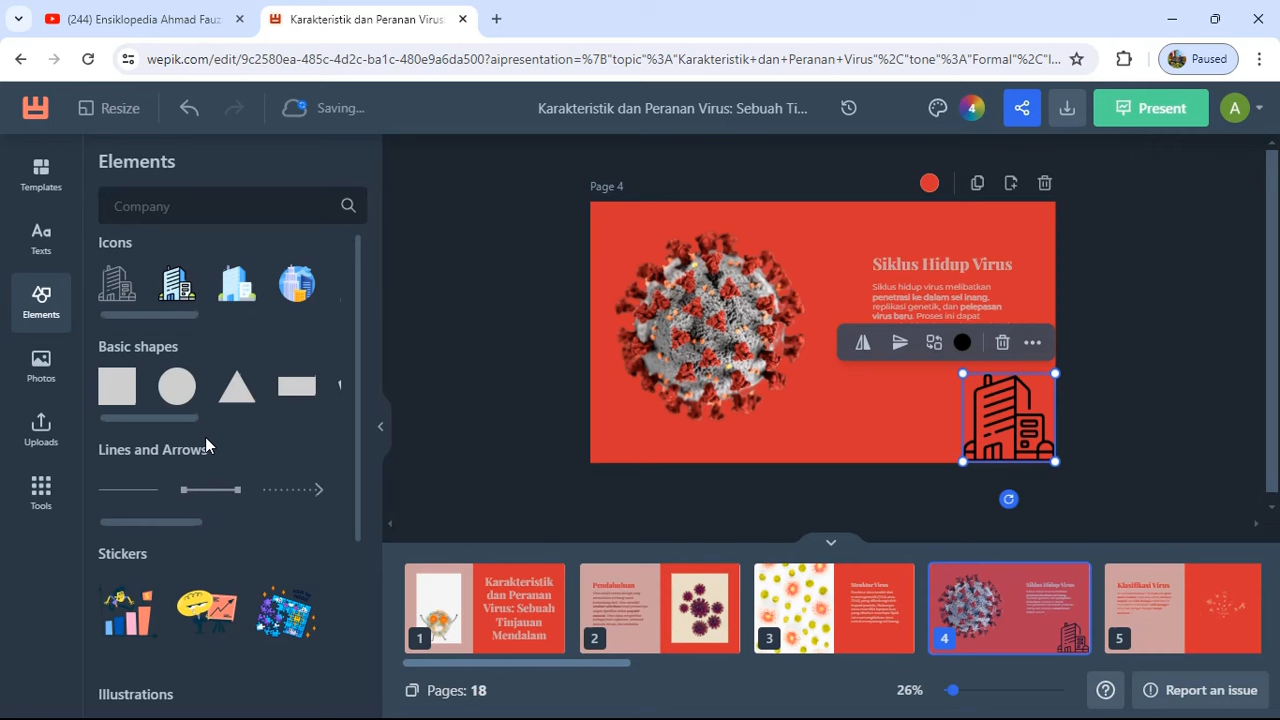 (244) Ensiklopedia Ahmad Fauz
Karakteristik dan Peranan Virus
wepik.com/edit/9c2580ea-485c-4d2c-ba1c-480e9a6dda50?aipresentation=%7B"topic"%3A"Karakteristik+dan+Peranan+Virus"%2C"tone"%3A"Formal"%2C"l...
Paused
Resize
Saving...
Karakteristik dan Peranan Virus: Sebuah Ti...
4
Present
A
Templates
Texts
Elements
Photos
Uploads
Tools
Elements
Company
Icons
Basic shapes
Lines and Arrows
Stickers
Illustrations
Page 4
Siklus Hidup Virus
Siklus hidup virus melibatkan
penetrasi ke dalam sel inang,
replikasi genetik, dan pelepasan
virus baru. Proses ini dapat
Karakteristik
dan Peranan
Virus: Sebuah
Tinjauan
Mendalam
1
Pendahuluan
2
Struktur Virus
3
Siklus Hidup Virus
4
Klasifikasi Virus
5
Pages: 18
26%
Report an issue